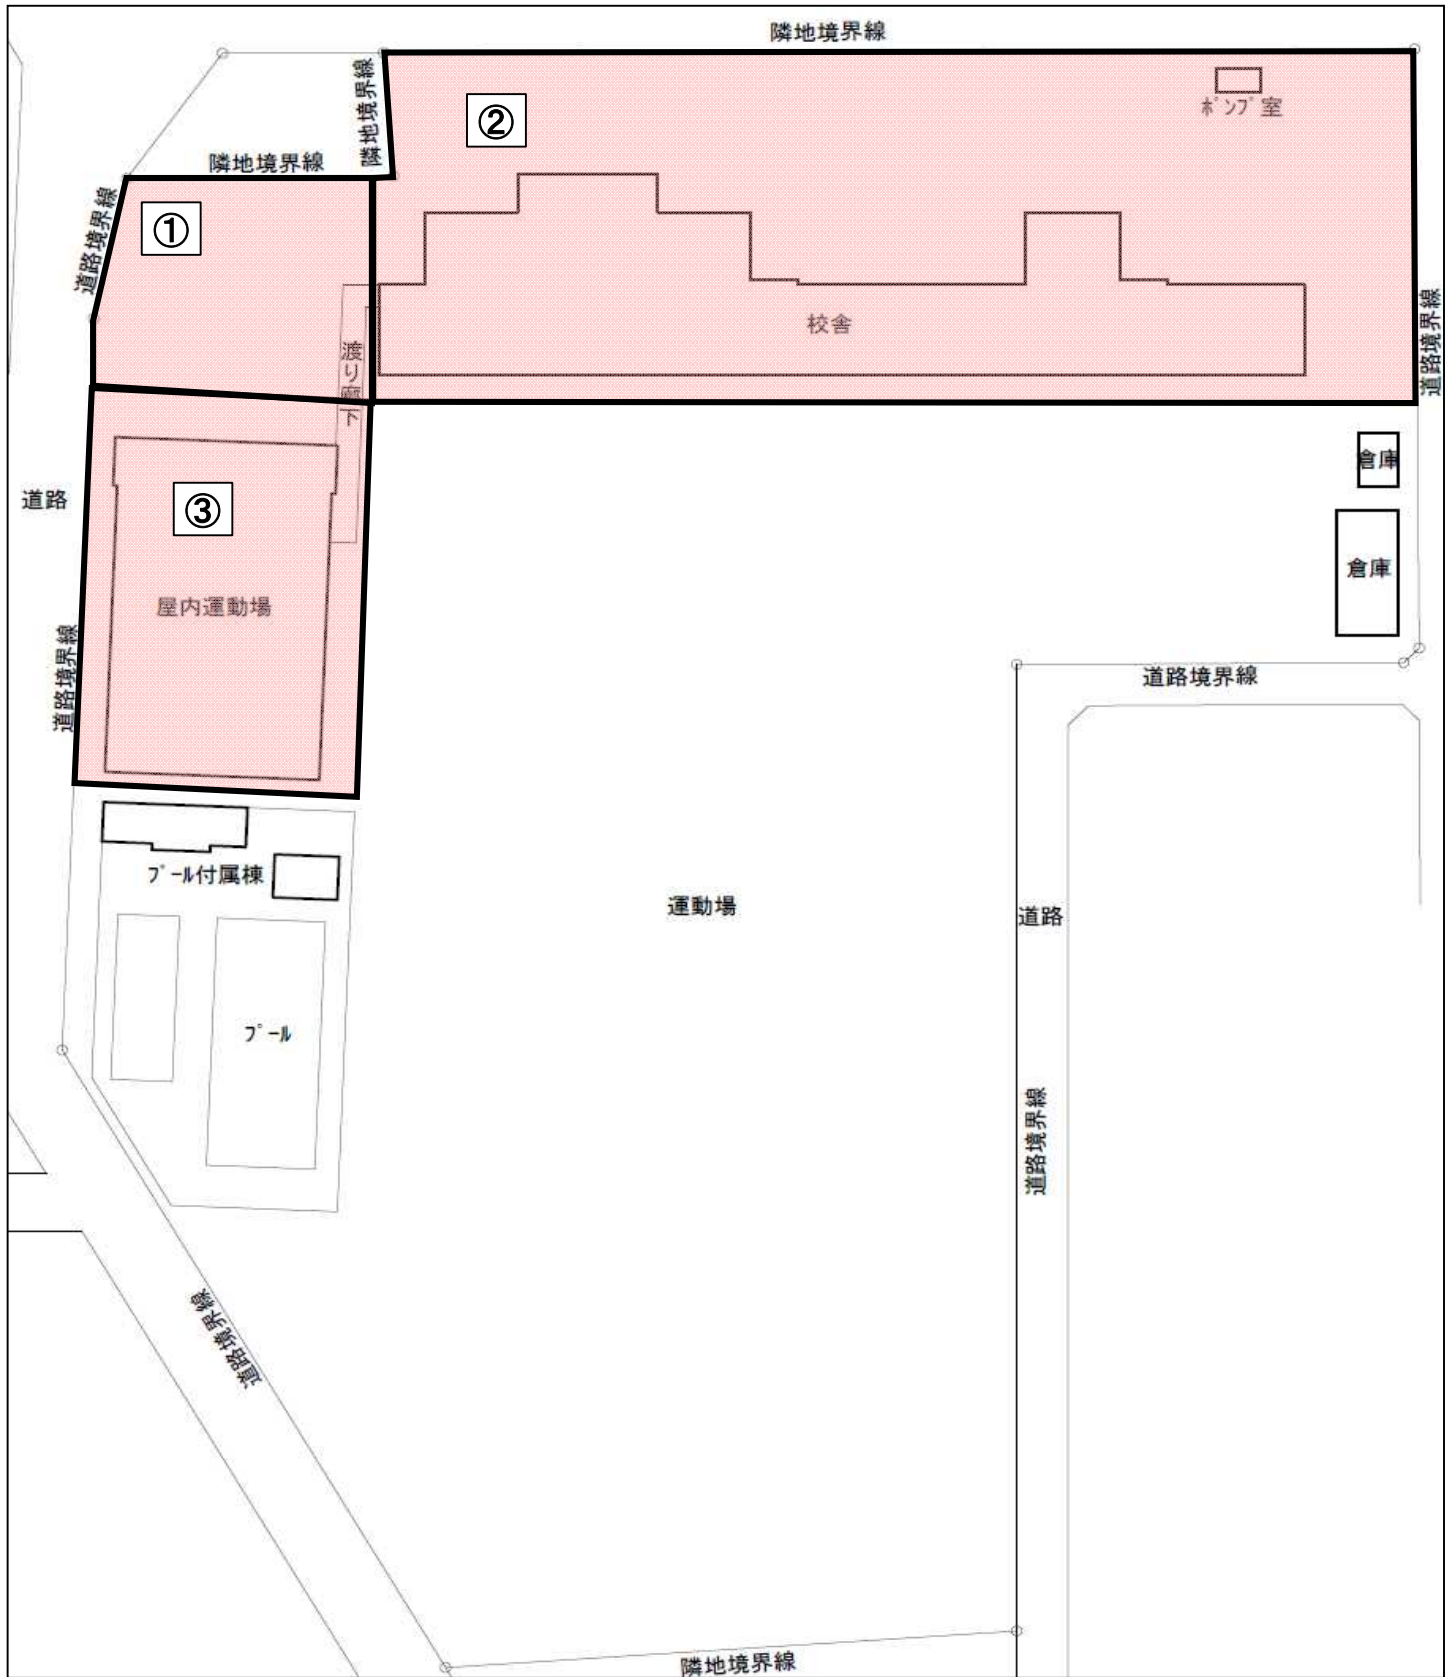 隣地境界線
隣地境界線
②
ﾎﾟﾝﾌﾟ室
隣地境界線
道路境界線
①
校舎
道路境界線
渡り廊下
倉庫
道路
③
倉庫
屋内運動場
道路境界線
道路境界線
ﾌﾟｰﾙ付属棟
運動場
道路
ﾌﾟｰﾙ
道路境界線
道路境界線
隣地境界線